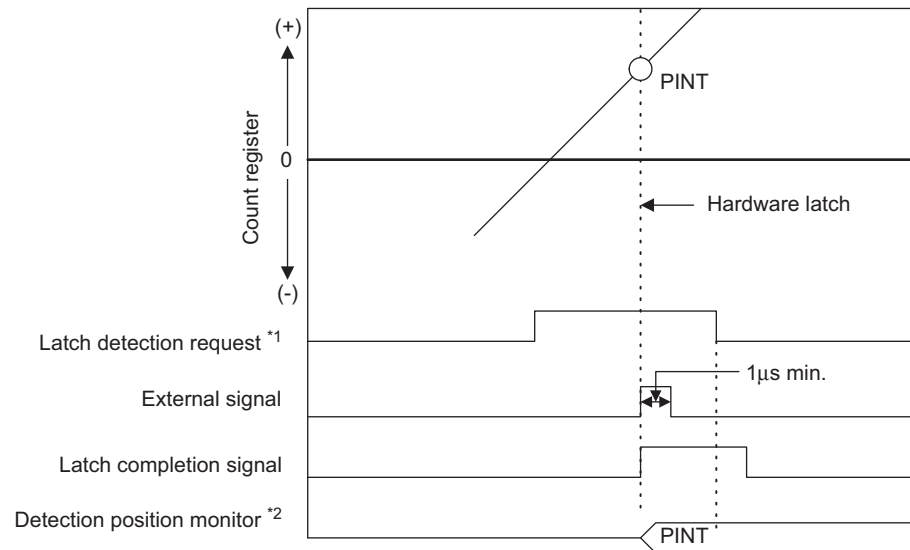 (+)
PINT
Count register
0
Hardware latch
(-)
Latch detection request *1
1μs min.
External signal
Latch completion signal
Detection position monitor *2
PINT